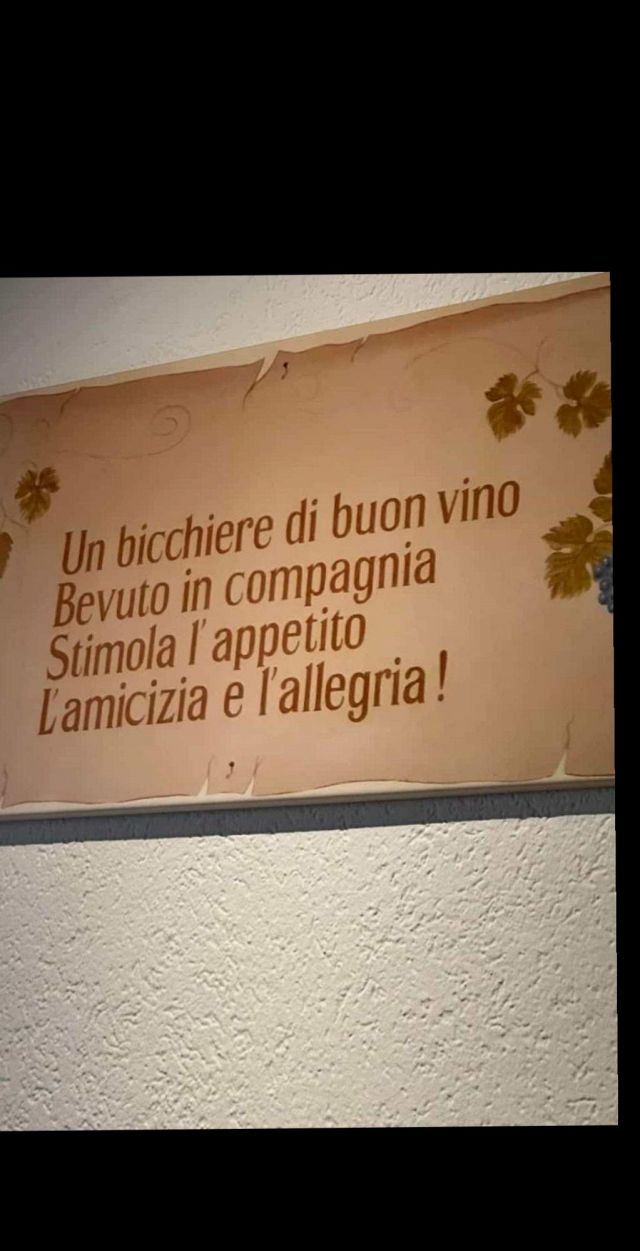 Un bicchiere di buon vino
Bevuto in compagnia
Stimola l'appetito
L'amicizia e l'allegria!